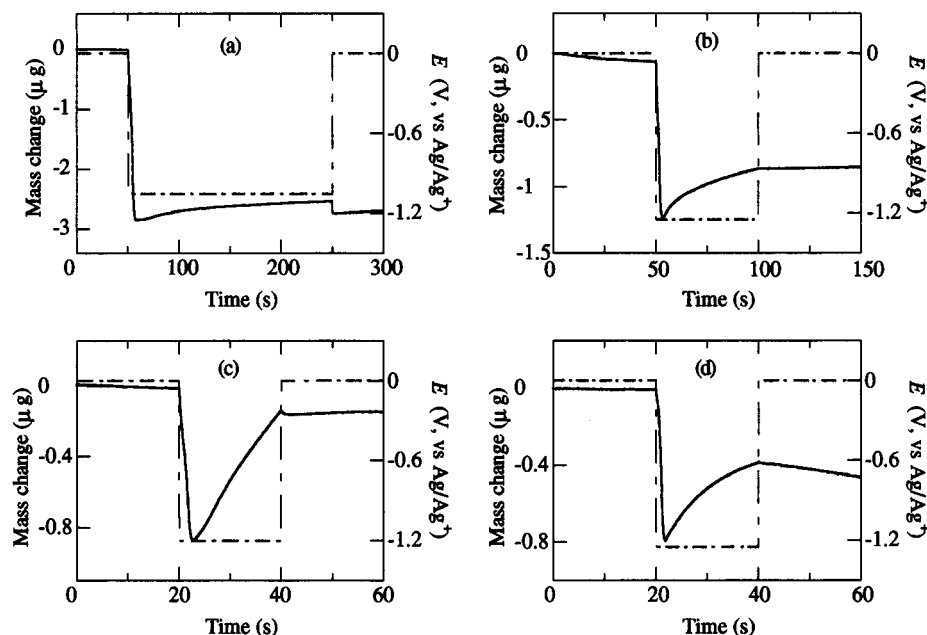 (a)
Mass change (μ g)
0
-1
-2
-3
0
-0.6
-1.2
E (V, vs Ag/Ag⁺)
0 100 200 300
Time (s)
(b)
Mass change (μ g)
0
-0.5
-1
-1.5
0
-0.6
-1.2
E (V, vs Ag/Ag⁺)
0 50 100 150
Time (s)
(c)
Mass change (μ g)
0
-0.4
-0.8
0
-0.6
-1.2
E (V, vs Ag/Ag⁺)
0 20 40 60
Time (s)
(d)
Mass change (μ g)
0
-0.4
-0.8
0
-0.6
-1.2
E (V, vs Ag/Ag⁺)
0 20 40 60
Time (s)